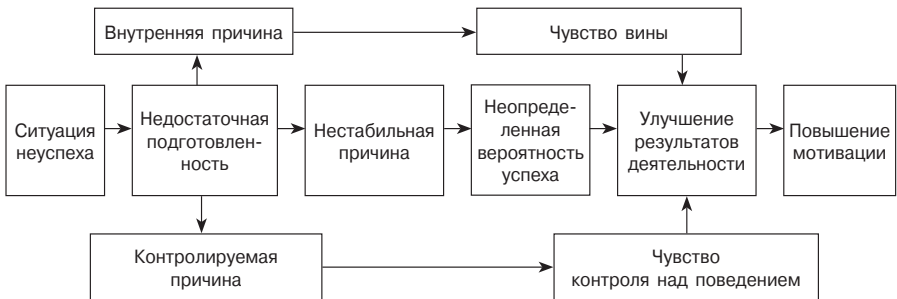 Внутренняя причина
Чувство вины
Ситуация
неуспеха
Недостаточная
подготовлен-
ность
Нестабильная
причина
Неопреде-
ленная
вероятность
успеха
Улучшение
результатов
деятельности
Повышение
мотивации
Контролируемая
причина
Чувство
контроля над поведением